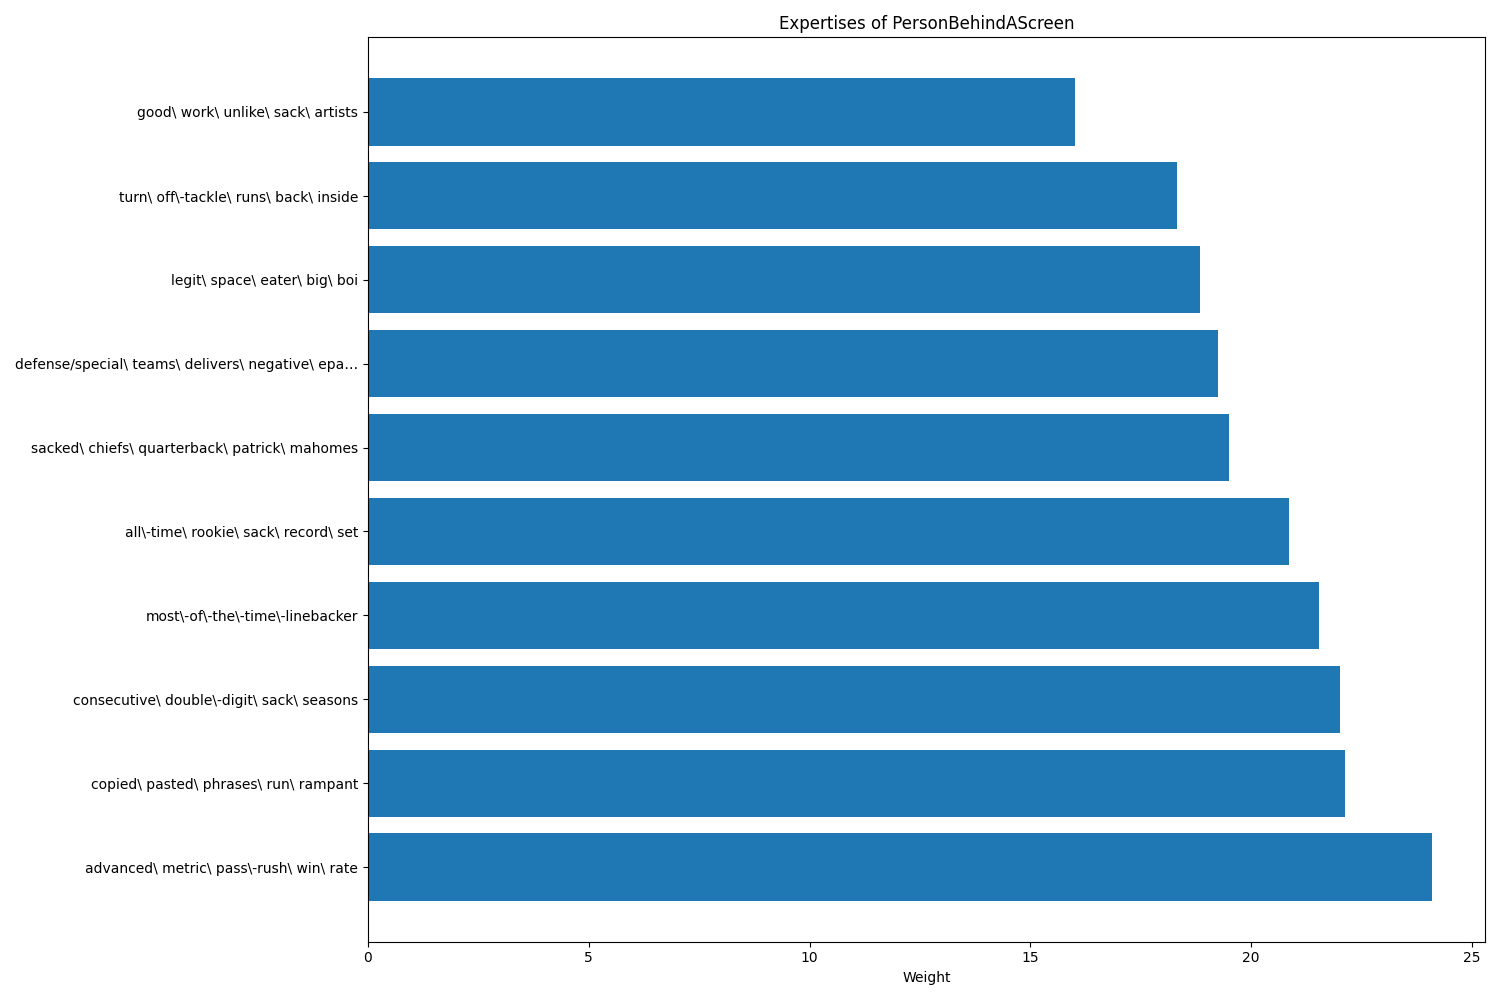 Expertises of PersonBehindAScreen
good\ work\ unlike\ sack\ artists
turn\ off\-tackle\ runs\ back\ inside
legit\ space\ eater\ big\ boi
defense/special\ teams\ delivers\ negative\ epa…
sacked\ chiefs\ quarterback\ patrick\ mahomes
all\-time\ rookie\ sack\ record\ set
most\-of\-the\-time\-linebacker
consecutive\ double\-digit\ sack\ seasons
copied\ pasted\ phrases\ run\ rampant
advanced\ metric\ pass\-rush\ win\ rate
0 5 10 15 20 25
Weight